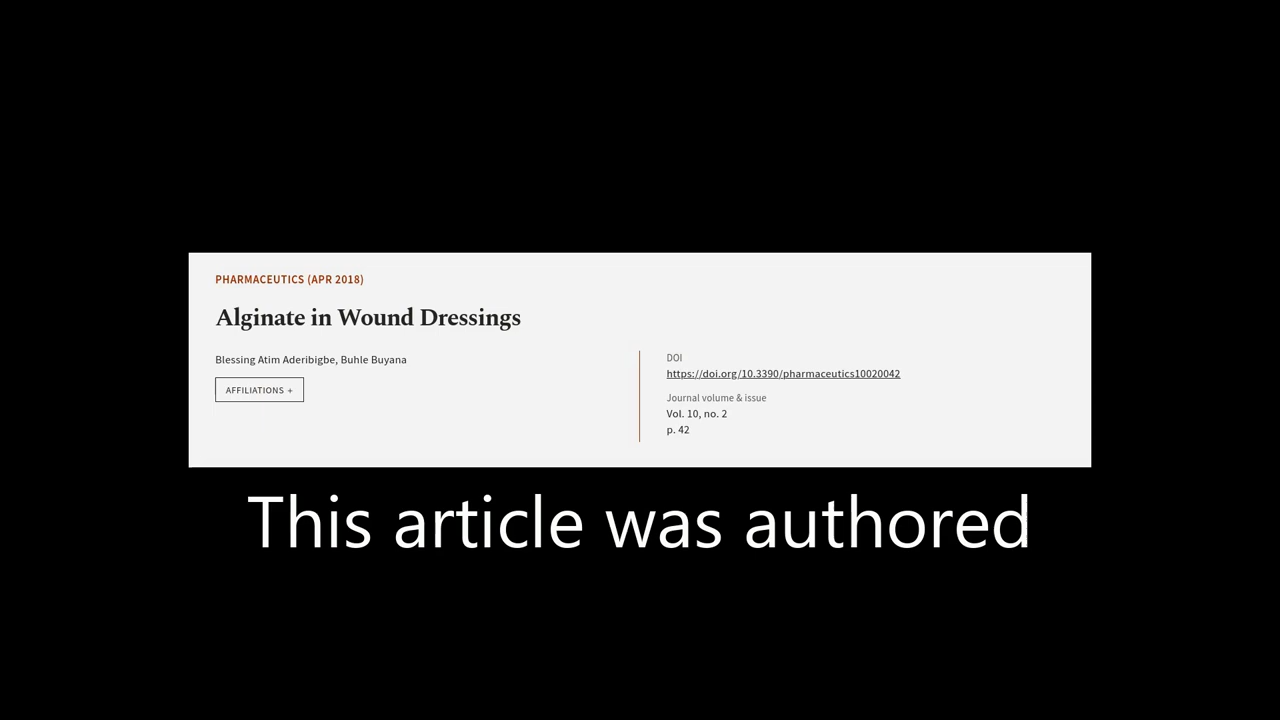 PHARMACEUTICS (APR 2018)
Alginate in Wound Dressings
Blessing Atim Aderibigbe, Buhle Buyana
AFFILIATIONS +
DOI
https://doi.org/10.3390/pharmaceutics10020042
Journal volume & issue
Vol. 10, no. 2
p. 42
This article was authored